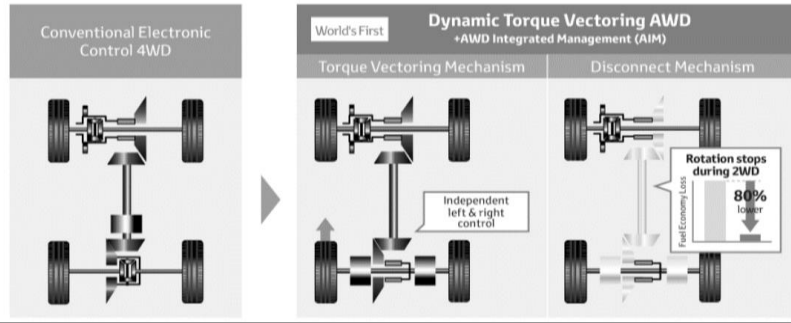 Conventional Electronic
Control 4WD
World's First
Dynamic Torque Vectoring AWD
+AWD Integrated Management (AIM)
Torque Vectoring Mechanism
Disconnect Mechanism
Independent
left & right
control
Rotation stops
during 2WD
Fuel Economy Loss
80%
lower